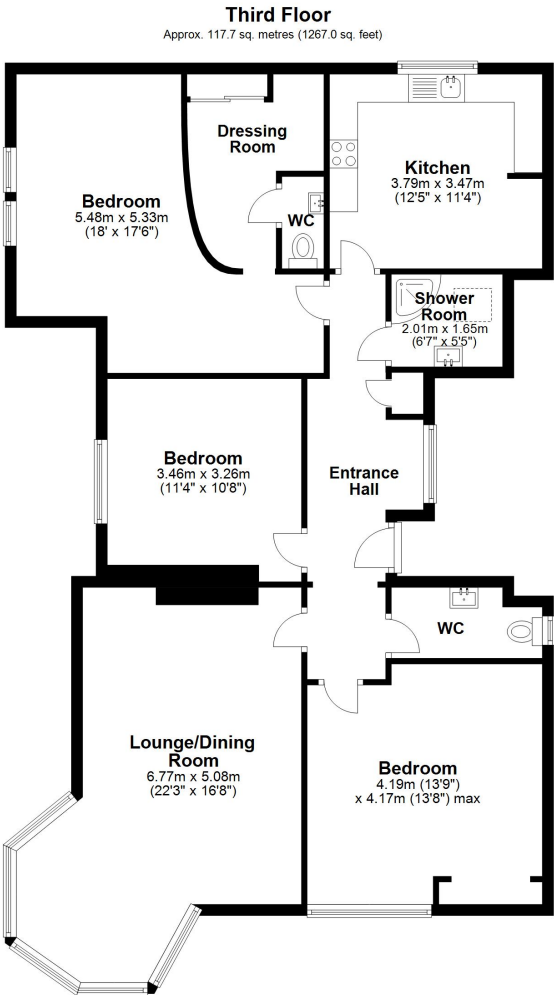 Third Floor
Approx. 117.7 sq. metres (1267.0 sq. feet)
Dressing
Room
Kitchen
3.79m x 3.47m
(12'5" x 11'4")
Bedroom
5.48m x 5.33m
(18' x 17'6")
WC
Shower
Room
2.01m x 1.65m
(6'7" x 5'5")
Bedroom
3.46m x 3.26m
(11'4" x 10'8")
Entrance
Hall
WC
Lounge/Dining
Room
6.77m x 5.08m
(22'3" x 16'8")
Bedroom
4.19m (13'9")
x 4.17m (13'8") max